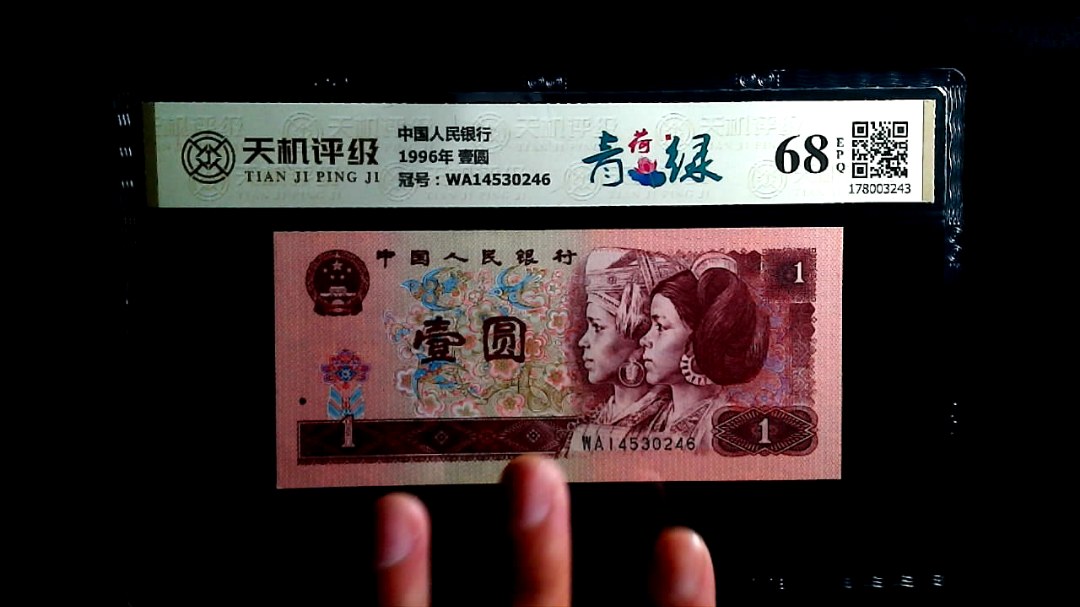 天机评级
TIAN JI PING JI
中国人民银行
1996年 壹圆
冠号：WA14530246
青荷绿
68
EPQ
178003243
中国人民银行
1
壹圆
1
WA14530246
1